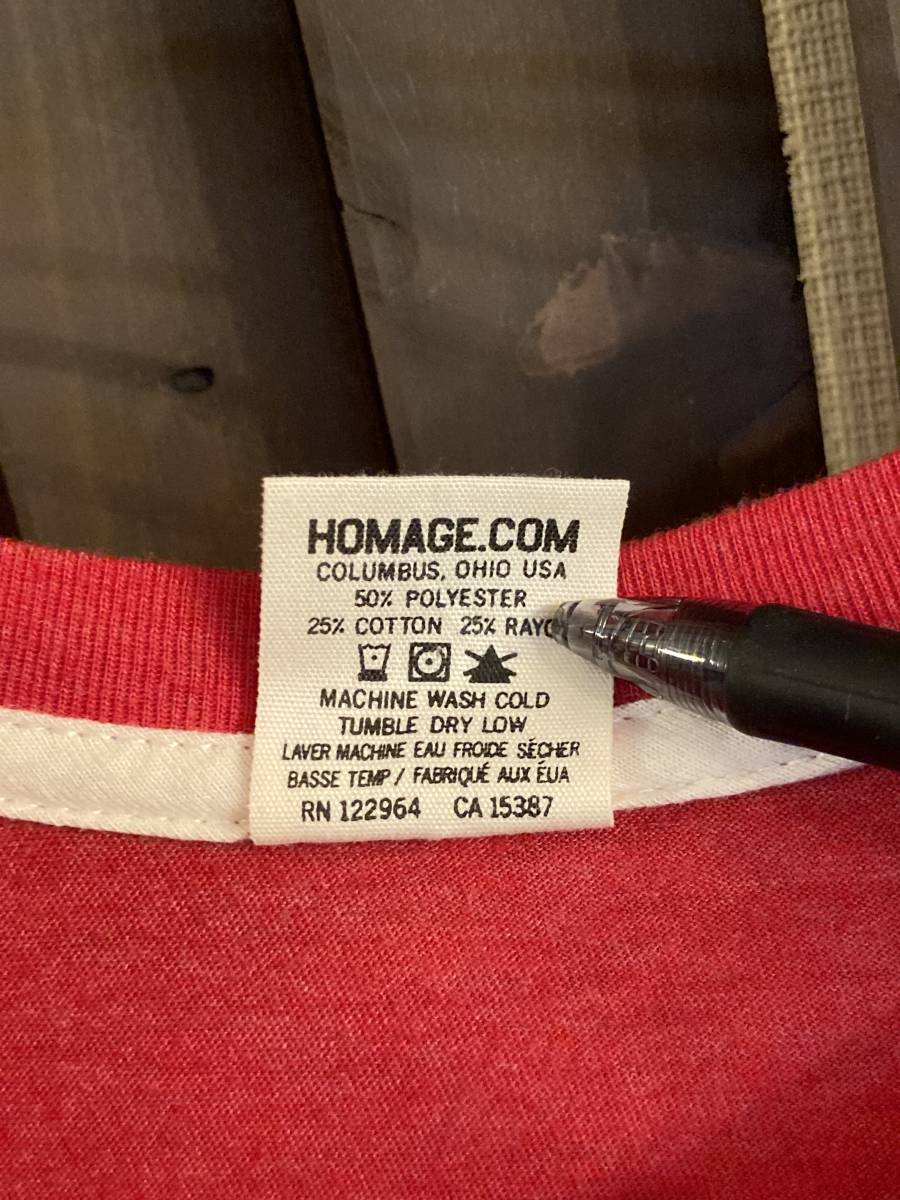 HOMAGE.COM
COLUMBUS, OHIO USA
50% POLYESTER
25% COTTON 25% RAYO
MACHINE WASH COLD
TUMBLE DRY LOW
LAVER MACHINE EAU FROIDE SÉCHER
BASSE TEMP / FABRIQUÉ AUX ÉUA
RN 122964 CA 15387